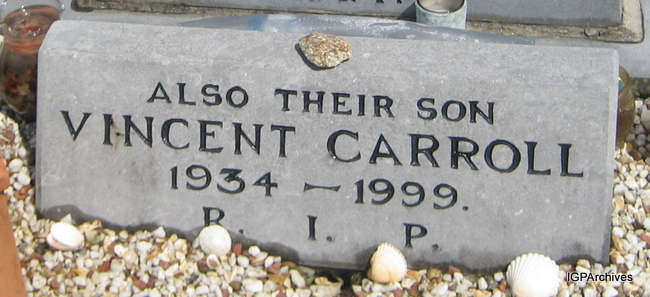 ALSO THEIR SON
VINCENT CARROLL
1934 — 1999.
R. I. P.
IGPArchives